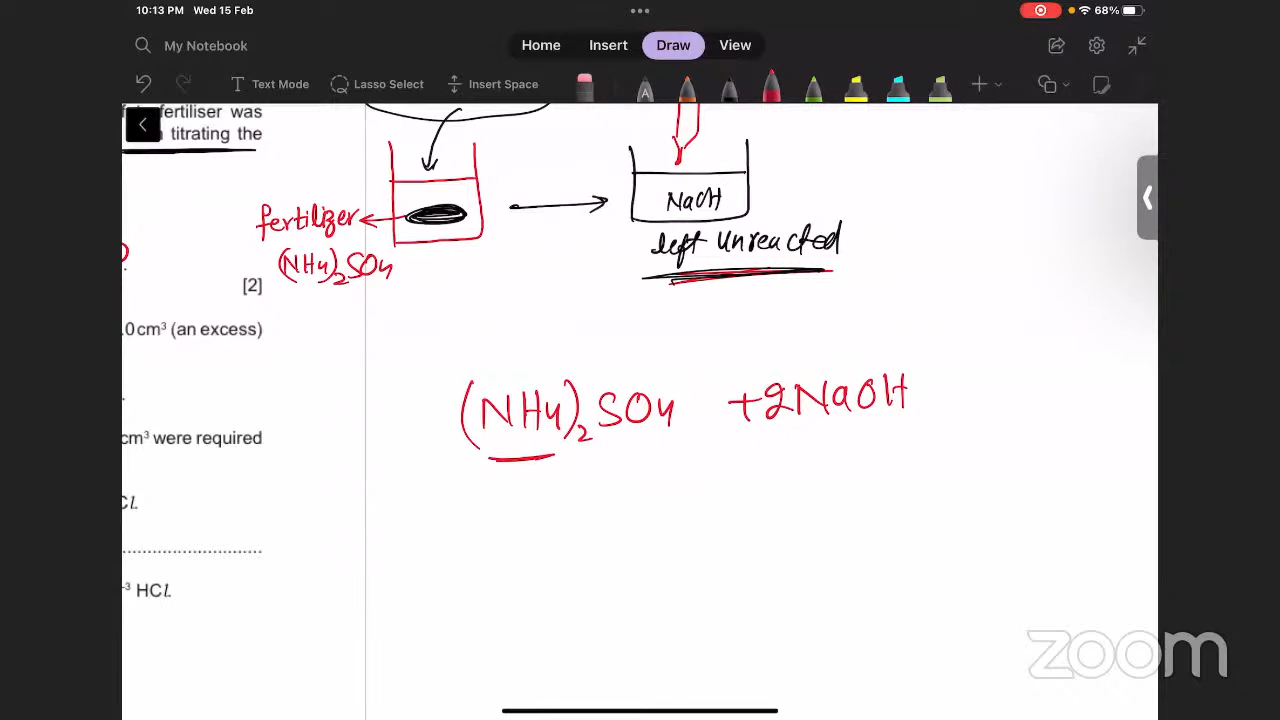 10:13 PM Wed 15 Feb
68%
My Notebook
Home Insert Draw View
Text Mode Lasso Select Insert Space
fertiliser was
titrating the
NaOH
fertilizer
left unreacted
(NH4)2SO4
[2]
.0 cm³ (an excess)
(NH4)2SO4 +2NaOH
cm³ were required
Cl.
⁻³ HCl.
zoom